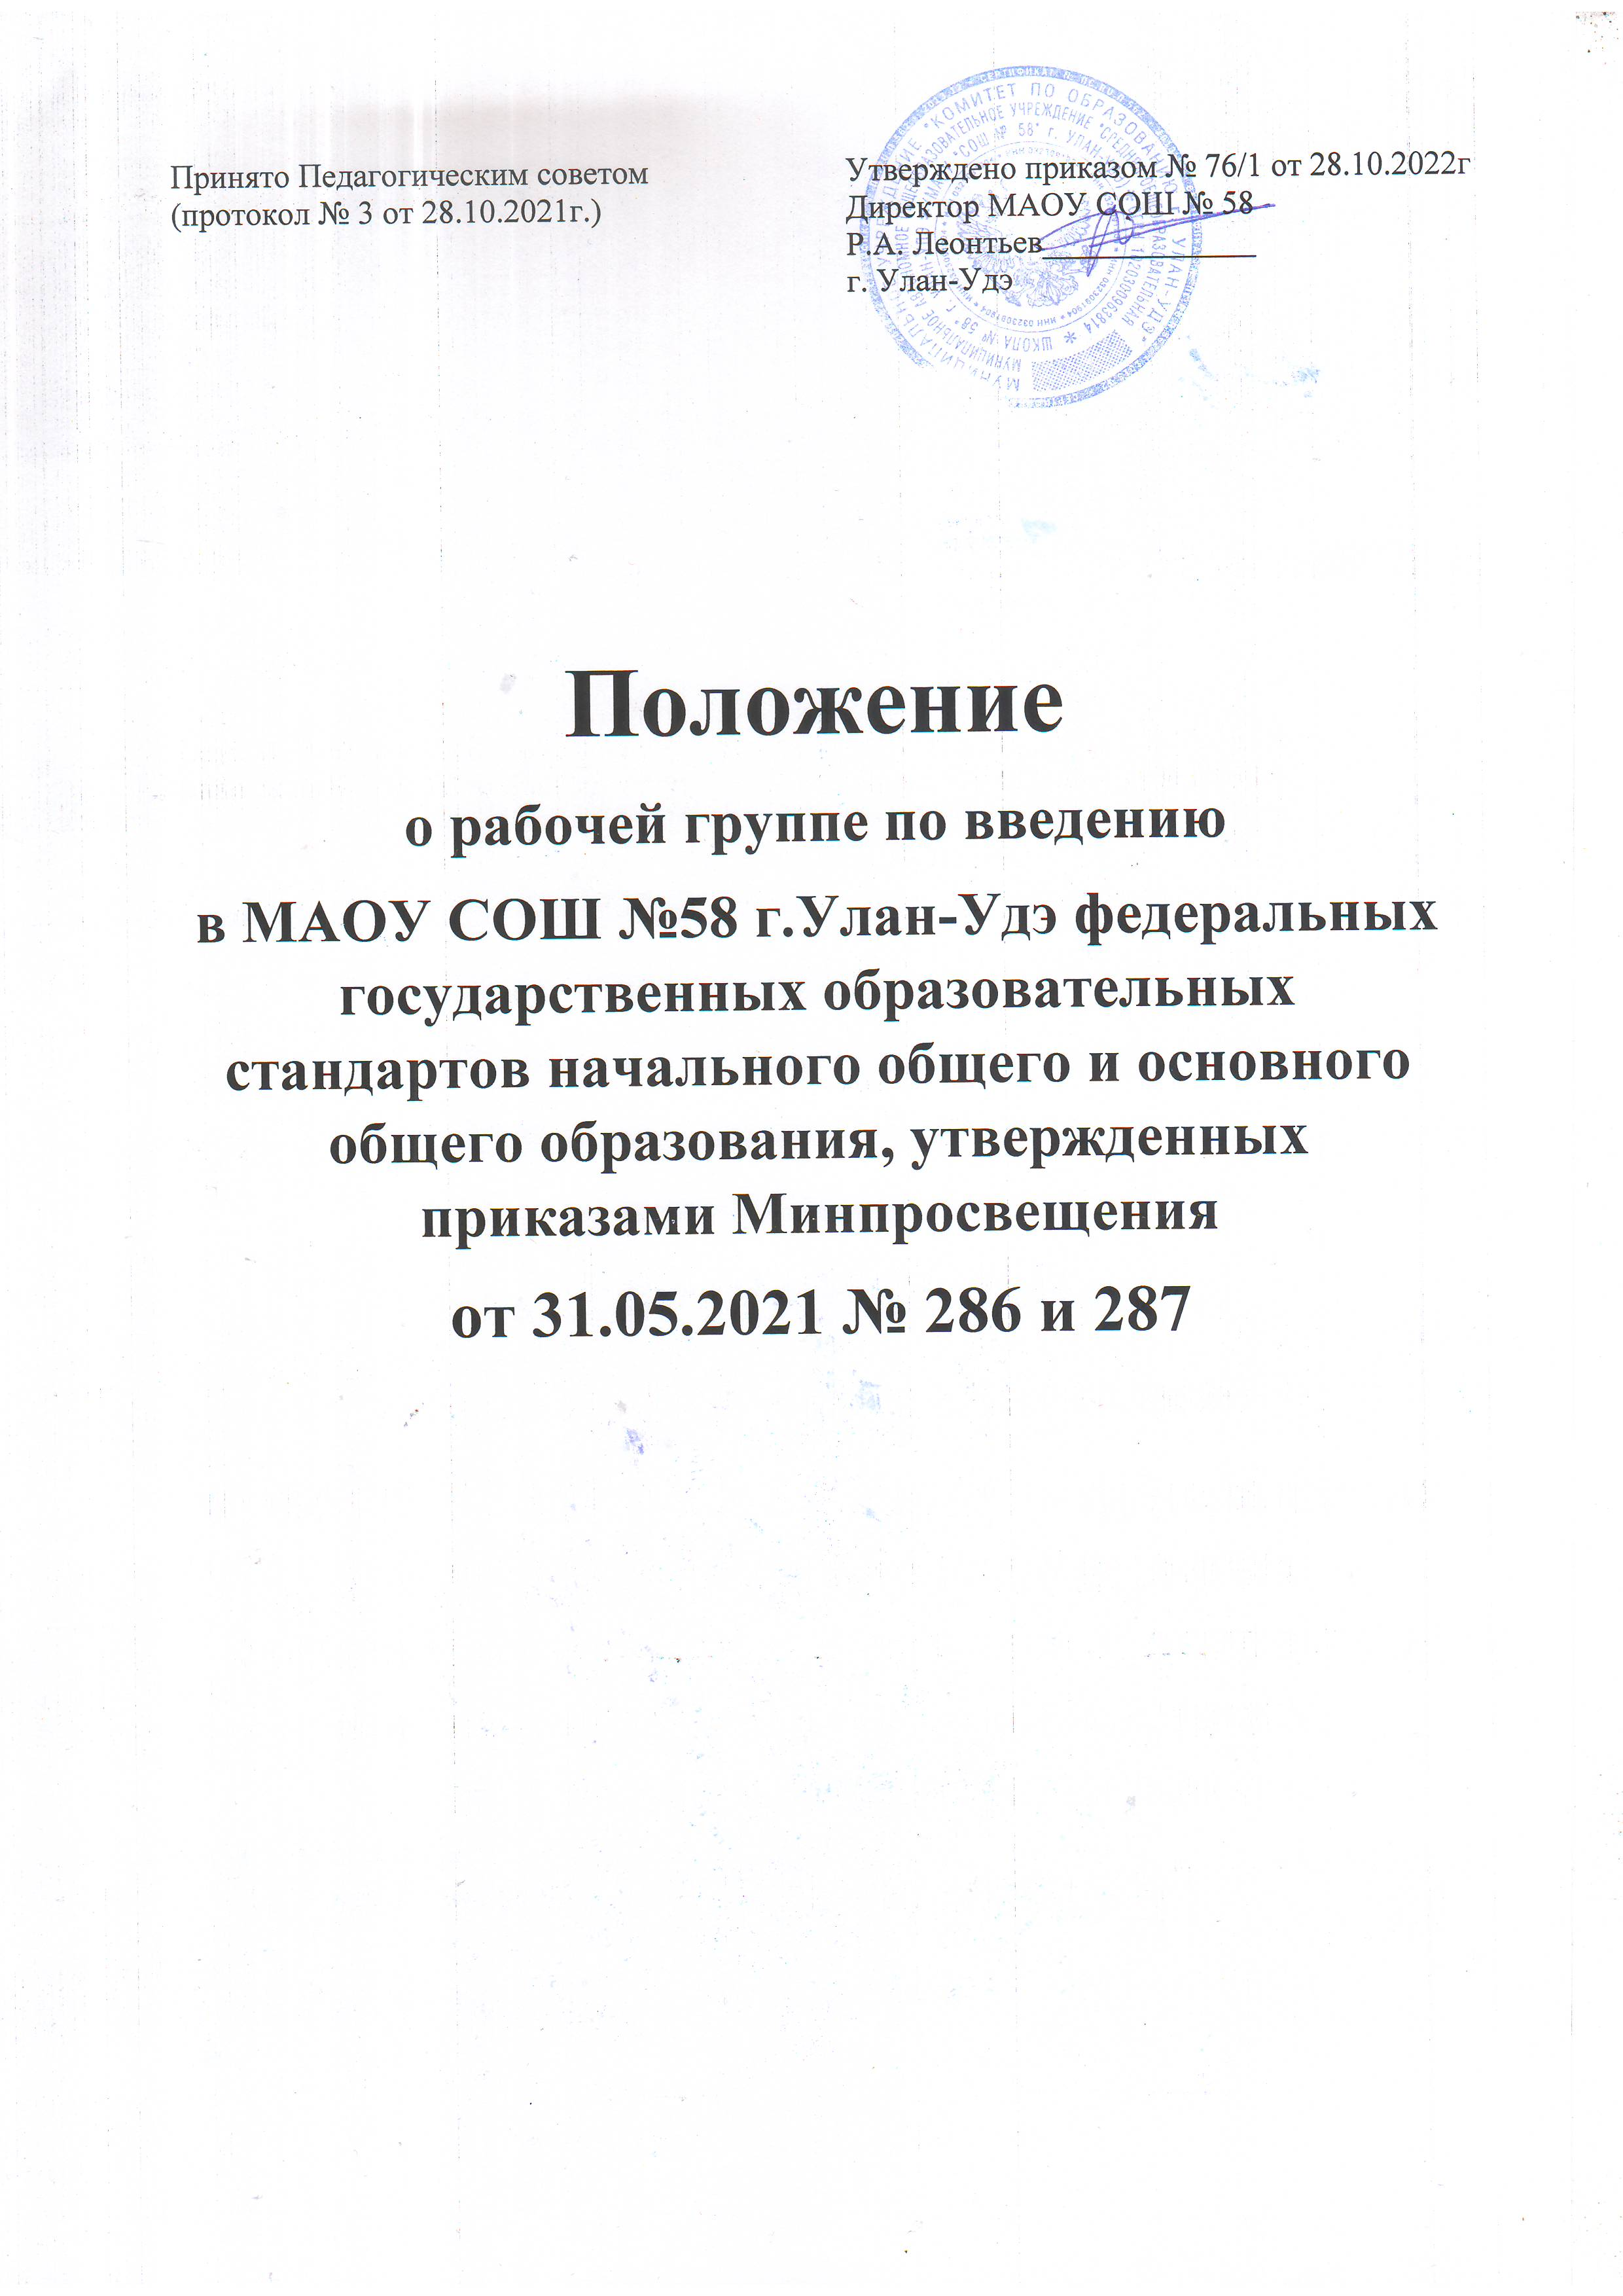 Принято Педагогическим советом
(протокол № 3 от 28.10.2021г.)
Утверждено приказом № 76/1 от 28.10.2022г
Директор МАОУ СОШ № 58
Р.А. Леонтьев
г. Улан-Удэ
Положение
о рабочей группе по введению
в МАОУ СОШ №58 г.Улан-Удэ федеральных
государственных образовательных
стандартов начального общего и основного
общего образования, утвержденных
приказами Минпросвещения
от 31.05.2021 № 286 и 287